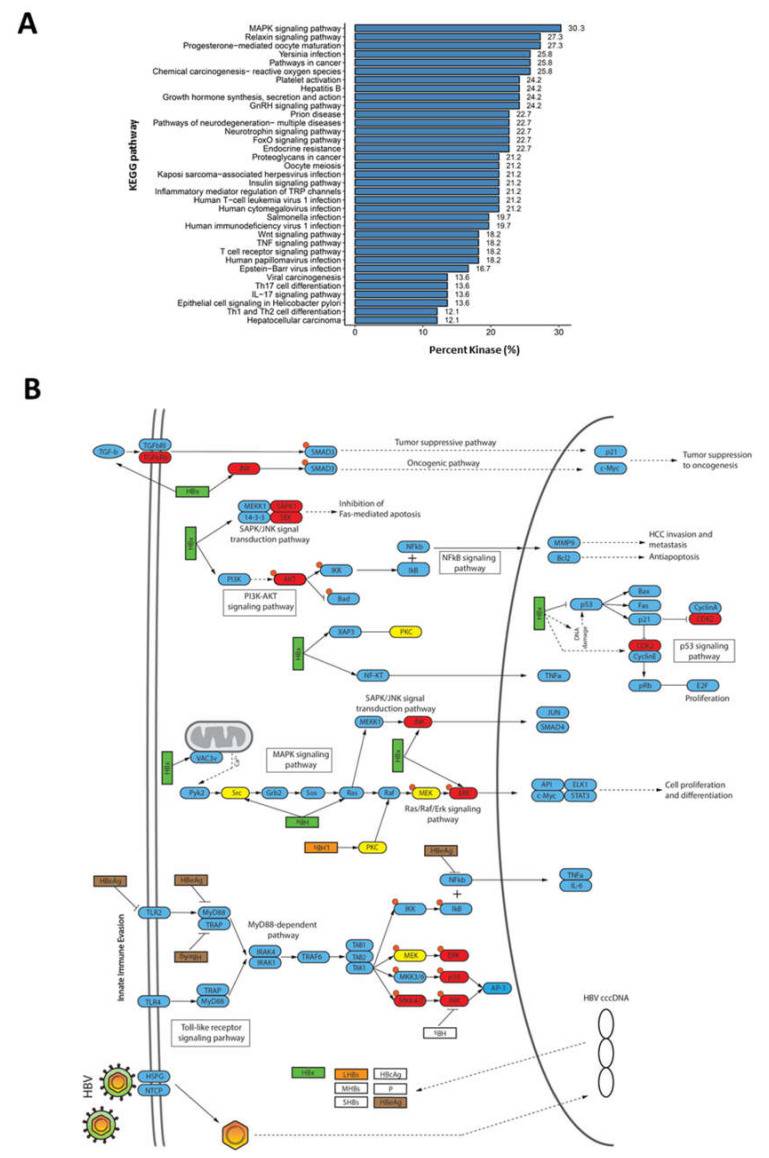 A
MAPK signaling pathway 30.3
Relaxin signaling pathway 27.3
Progesterone−mediated oocyte maturation 27.3
Yersinia infection 25.8
Pathways in cancer 25.8
Chemical carcinogenesis− reactive oxygen species 25.8
Platelet activation 24.2
Hepatitis B 24.2
Growth hormone synthesis, secretion and action 24.2
GnRH signaling pathway 24.2
Prion disease 22.7
Pathways of neurodegeneration− multiple diseases 22.7
Neurotrophin signaling pathway 22.7
FoxO signaling pathway 22.7
Endocrine resistance 22.7
Proteoglycans in cancer 21.2
Oocyte meiosis 21.2
Kaposi sarcoma−associated herpesvirus infection 21.2
Insulin signaling pathway 21.2
Inflammatory mediator regulation of TRP channels 21.2
Human T−cell leukemia virus 1 infection 21.2
Human cytomegalovirus infection 21.2
Salmonella infection 19.7
Human immunodeficiency virus 1 infection 19.7
Wnt signaling pathway 18.2
TNF signaling pathway 18.2
T cell receptor signaling pathway 18.2
Human papillomavirus infection 18.2
Epstein−Barr virus infection 16.7
Viral carcinogenesis 13.6
Th17 cell differentiation 13.6
IL−17 signaling pathway 13.6
Epithelial cell signaling in Helicobacter pylori 13.6
Th1 and Th2 cell differentiation 12.1
Hepatocellular carcinoma 12.1
KEGG pathway
0 10 20 30
Percent Kinase (%)
B
TGF-b
TGFbRI
SMAD3
Tumor suppressive pathway
p21
JNK
SMAD3
Oncogenic pathway
c-Myc
Tumor suppression
to oncogenesis
HBx
MEKK1 SAPK1
14-3-3 SEK
SAPK/JNK signal
transduction pathway
Inhibition of
Fas-mediated apotosis
HBx
PI3K
AKT
IKK
Bad
PI3K-AKT
signaling pathway
NFkb
+
IkB
NFkB signaling
pathway
MMP9
Bcl2
HCC invasion and
metastasis
Antiapoptosis
HBx
p53
DNA
damage
Bax
Fas
p21
CyclinA
CDK2
CDK2
CyclinE
p53 signaling
pathway
pRb
E2F
Proliferation
HBx
XAP3
PKC
NF-KT
TNFa
SAPK/JNK signal
transduction pathway
MEKK1
JNK
JUN
SMAD4
HBx
VAC3v
MAPK signaling
pathway
HBx
Pyk2
Src
Grb2
Sos
Ras
Raf
MEK
ERK
Ras/Raf/Erk signaling
pathway
API ELK1
c-Myc STAT3
Cell proliferation
and differentiation
PKC
HBeAg
NFkb
+
IkB
TNFa
IL-6
HBeAg
HBeAg
TLR2
MyD88
TRAP
Innate Immune Evasion
MyD88-dependent
pathway
IRAK4
IRAK1
TRAF6
TAB1
TAB2
TAK1
IKK
MEK
ERK
MKK3/6
p38
JNK
AP-1
TLR4
TRAP
MyD88
Toll-like receptor
signaling parhway
HBV cccDNA
HBV
HSPG
NTCP
HBx
LHBs
HBcAg
MHBs
P
SHBs
HBeAg